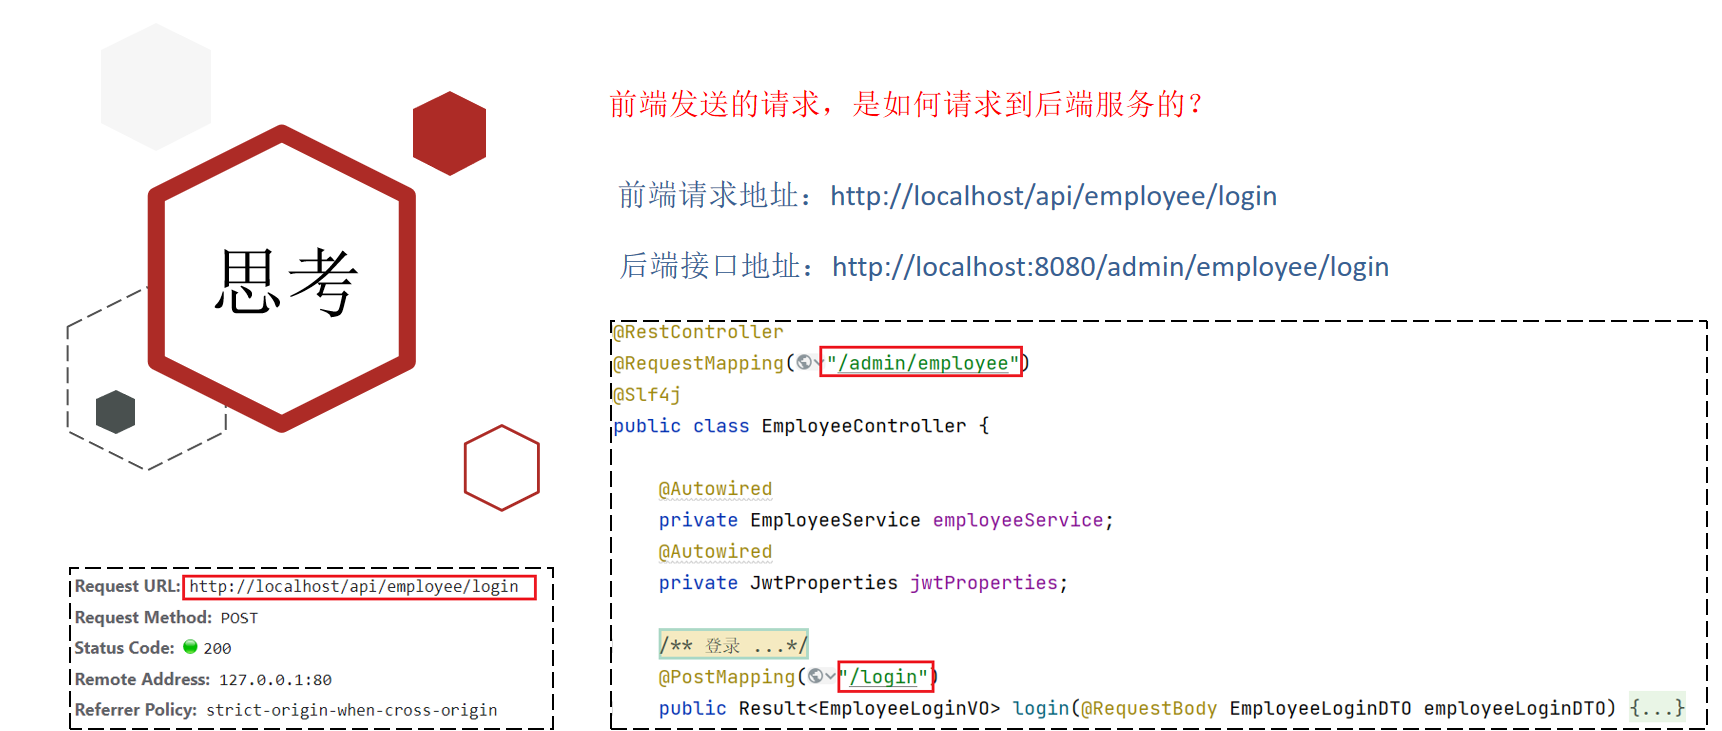 思考
前端发送的请求，是如何请求到后端服务的？
前端请求地址：http://localhost/api/employee/login
后端接口地址：http://localhost:8080/admin/employee/login
Request URL: http://localhost/api/employee/login
Request Method: POST
Status Code: 200
Remote Address: 127.0.0.1:80
Referrer Policy: strict-origin-when-cross-origin
@RestController
@RequestMapping("/admin/employee")
@Slf4j
public class EmployeeController {
@Autowired
private EmployeeService employeeService;
@Autowired
private JwtProperties jwtProperties;
/** 登录 ...*/
@PostMapping("/login")
public Result<EmployeeLoginVO> login(@RequestBody EmployeeLoginDTO employeeLoginDTO) {...}